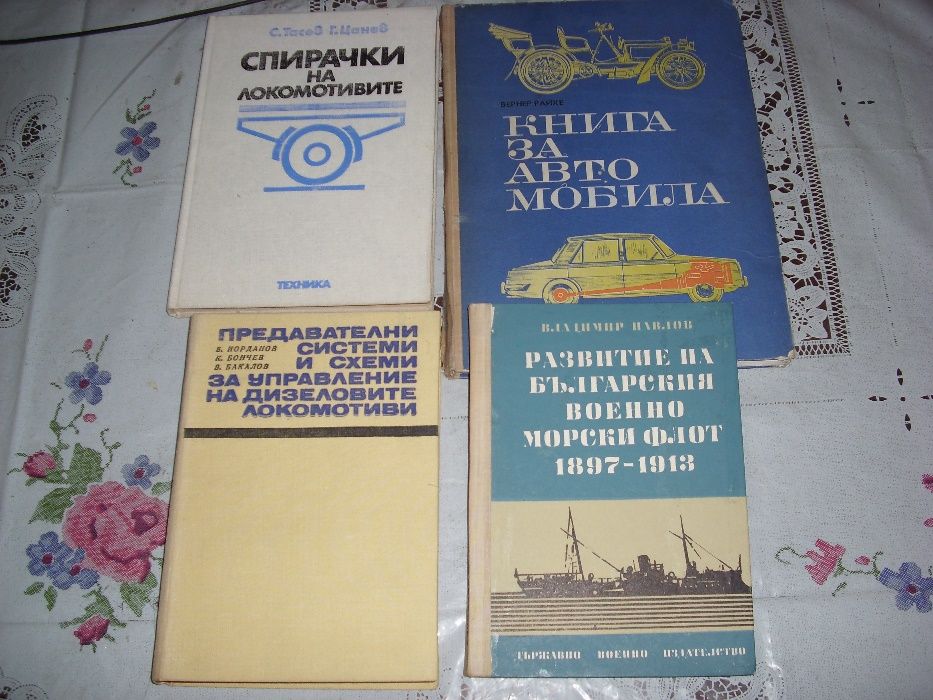 С. Тасев Г. Цанев
СПИРАЧКИ
НА
ЛОКОМОТИВИТЕ
ТЕХНИКА
ВЕРНЕР РАЙХЕ
КНИГА
ЗА
АВТО
МОБИЛА
ПРЕДАВАТЕЛНИ
СИСТЕМИ
И СХЕМИ
ЗА УПРАВЛЕНИЕ
НА ДИЗЕЛОВИТЕ
ЛОКОМОТИВИ
Б. ЙОРДАНОВ
К. БОНЧЕВ
В. БАКАЛОВ
ВЛАДИМИР ПАВЛОВ
РАЗВИТИЕ НА
БЪЛГАРСКИЯ
ВОЕННО
МОРСКИ ФЛОТ
1897-1913
ДЪРЖАВНО ВОЕННО ИЗДАТЕЛСТВО